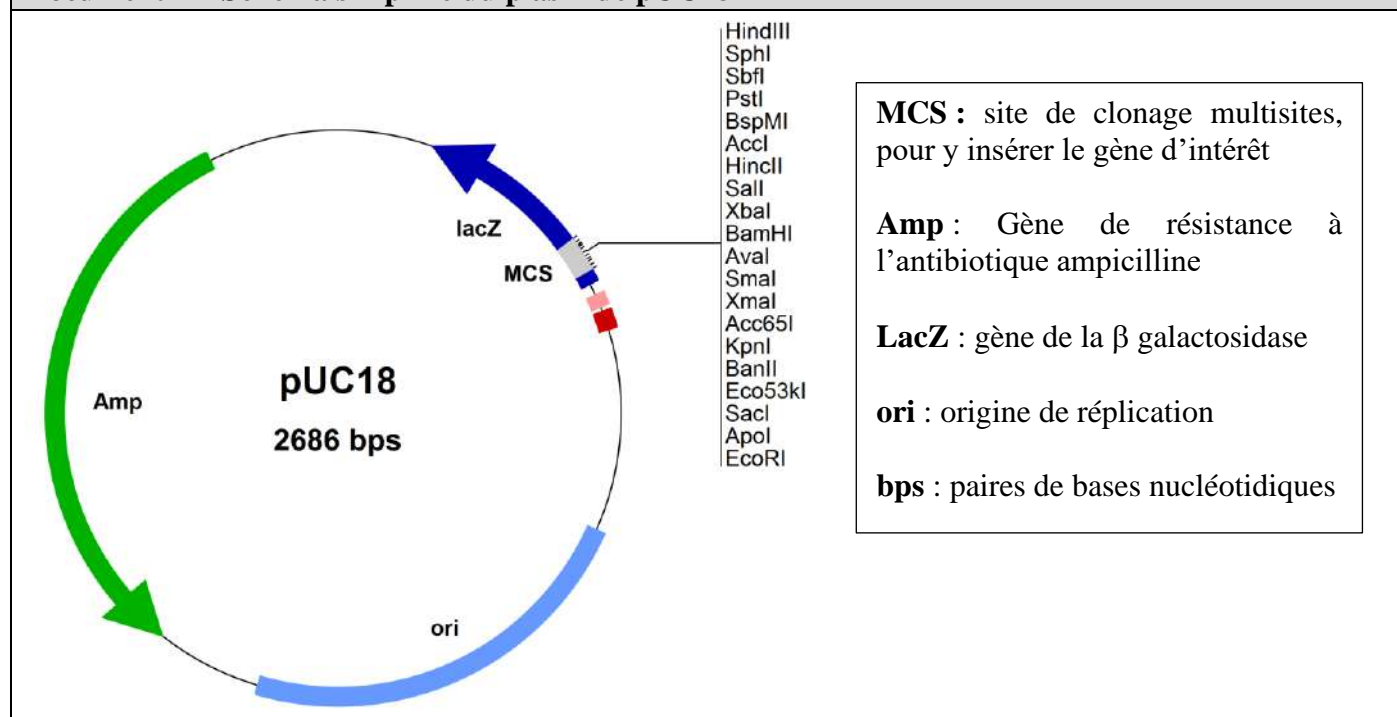 HindIII
SphI
SbfI
PstI
BspMI
AccI
HincII
SalI
XbaI
BamHI
AvaI
SmaI
XmaI
Acc65I
KpnI
BanII
Eco53kI
SacI
ApoI
EcoRI
lacZ
MCS
Amp
pUC18
2686 bps
ori
MCS : site de clonage multisites,
pour y insérer le gène d’intérêt
Amp : Gène de résistance à
l’antibiotique ampicilline
LacZ : gène de la β galactosidase
ori : origine de réplication
bps : paires de bases nucléotidiques